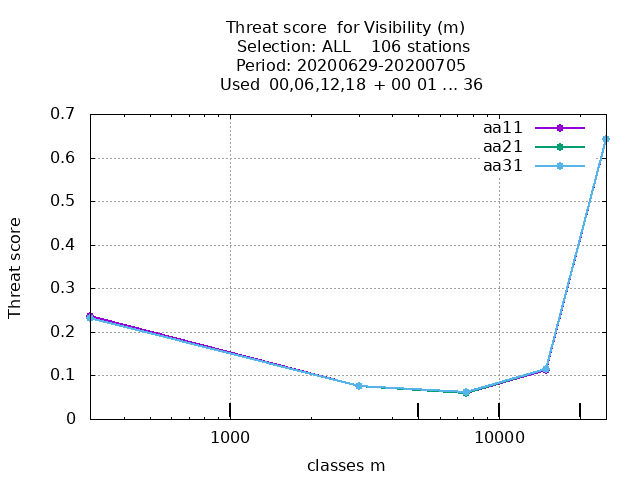 Threat score  for Visibility (m)
Selection: ALL    106 stations
Period: 20200629-20200705
Used  00,06,12,18  + 00 01 ... 36
0.7
0.6
0.5
0.4
0.3
0.2
0.1
0
Threat score
aa11
aa21
aa31
1000
10000
classes m